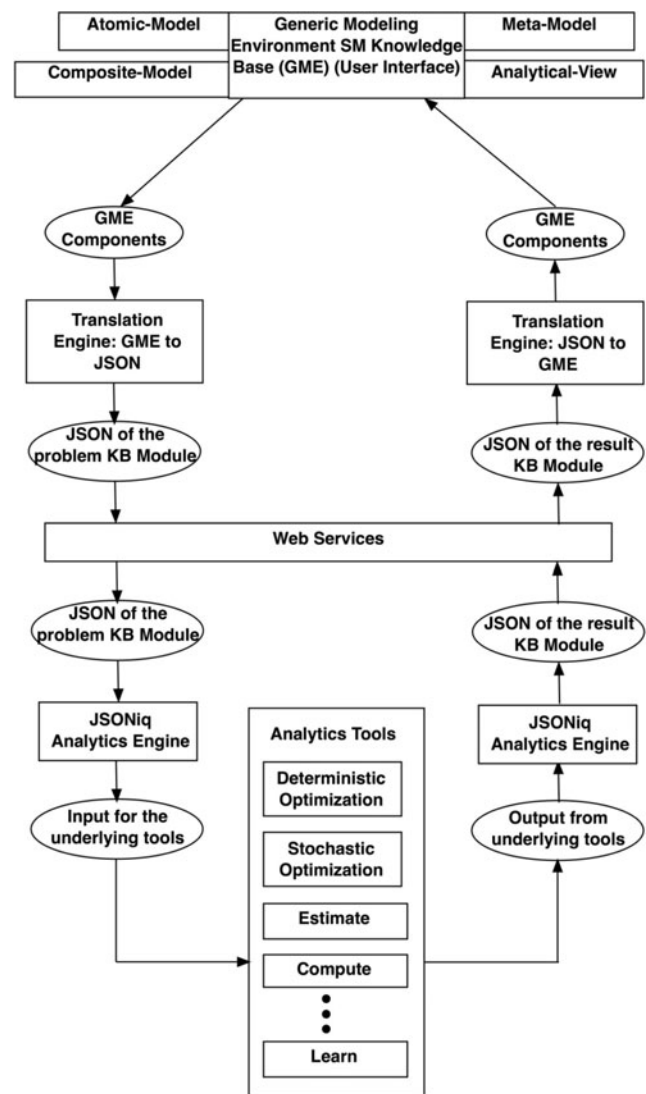 Atomic-Model
Generic Modeling
Environment SM Knowledge
Base (GME) (User Interface)
Meta-Model
Composite-Model
Analytical-View
GME
Components
GME
Components
Translation
Engine: GME to
JSON
Translation
Engine: JSON to
GME
JSON of the
problem KB Module
JSON of the result
KB Module
Web Services
JSON of the
problem KB Module
JSON of the result
KB Module
JSONiq
Analytics Engine
Analytics Tools
JSONiq
Analytics Engine
Deterministic
Optimization
Input for the
underlying tools
Output from
underlying tools
Stochastic
Optimization
Estimate
Compute
Learn